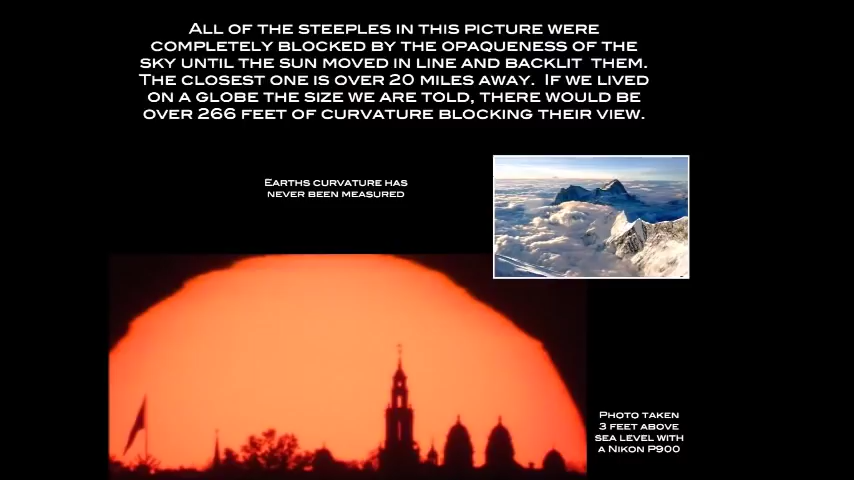 ALL OF THE STEEPLES IN THIS PICTURE WERE
COMPLETELY BLOCKED BY THE OPAQUENESS OF THE
SKY UNTIL THE SUN MOVED IN LINE AND BACKLIT THEM.
THE CLOSEST ONE IS OVER 20 MILES AWAY. IF WE LIVED
ON A GLOBE THE SIZE WE ARE TOLD, THERE WOULD BE
OVER 266 FEET OF CURVATURE BLOCKING THEIR VIEW.
EARTHS CURVATURE HAS
NEVER BEEN MEASURED
PHOTO TAKEN
3 FEET ABOVE
SEA LEVEL WITH
A NIKON P900